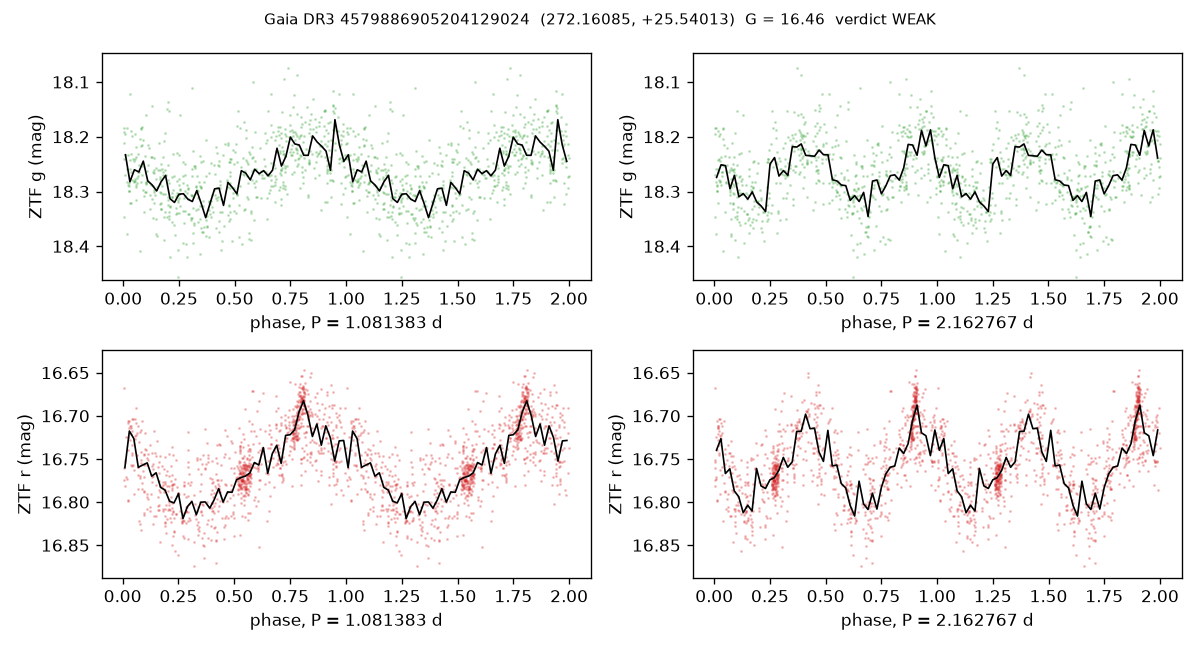 Gaia DR3 4579886905204129024 (272.16085, +25.54013) G = 16.46 verdict WEAK
ZTF g (mag)
18.1
18.2
18.3
18.4
0.00 0.25 0.50 0.75 1.00 1.25 1.50 1.75 2.00
phase, P = 1.081383 d
ZTF g (mag)
18.1
18.2
18.3
18.4
0.00 0.25 0.50 0.75 1.00 1.25 1.50 1.75 2.00
phase, P = 2.162767 d
ZTF r (mag)
16.65
16.70
16.75
16.80
16.85
0.00 0.25 0.50 0.75 1.00 1.25 1.50 1.75 2.00
phase, P = 1.081383 d
ZTF r (mag)
16.65
16.70
16.75
16.80
16.85
0.00 0.25 0.50 0.75 1.00 1.25 1.50 1.75 2.00
phase, P = 2.162767 d